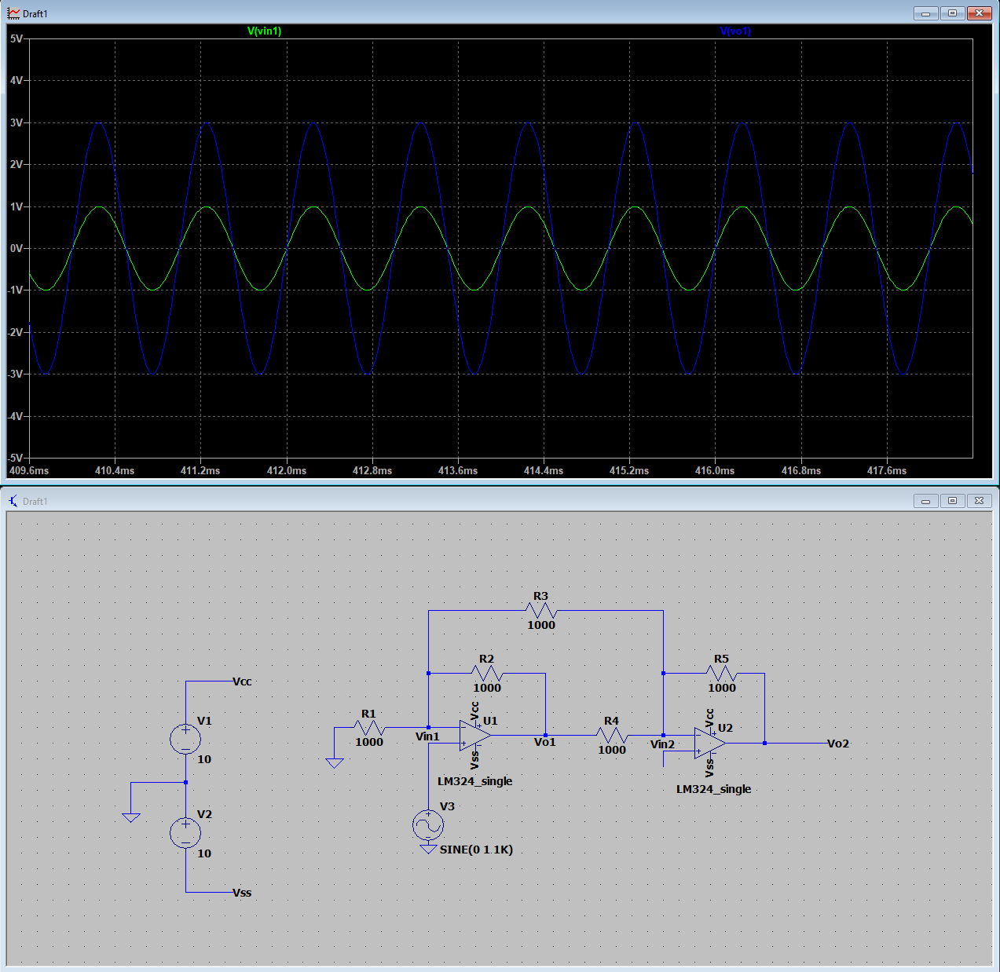 Draft1
V(vin1) V(vo1)
5V
4V
3V
2V
1V
0V
-1V
-2V
-3V
-4V
-5V
409.6ms 410.4ms 411.2ms 412.0ms 412.8ms 413.6ms 414.4ms 415.2ms 416.0ms 416.8ms 417.6ms
Draft1
R3
1000
R2
1000
R5
1000
Vcc
V1
10
V2
10
Vss
R1
1000
Vin1
Vcc
U1
Vss
LM324_single
Vo1
R4
1000
Vin2
Vcc
U2
Vss
LM324_single
Vo2
V3
SINE(0 1 1K)